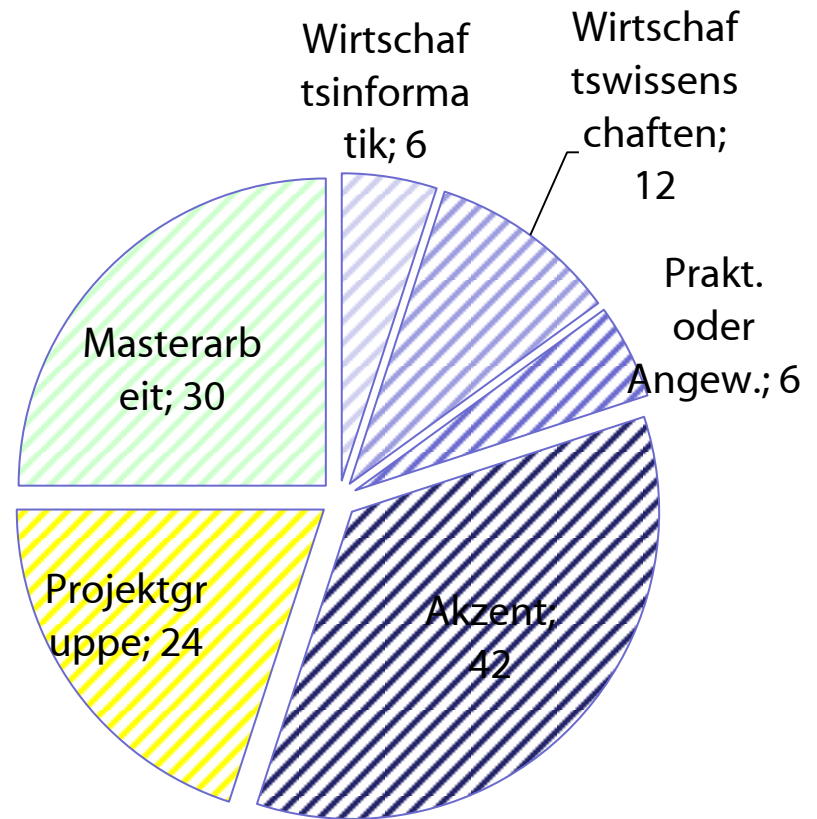 Wirtschaf
tsinforma
tik; 6
Wirtschaf
tswissens
chaften;
12
Prakt.
oder
Angew.; 6
Masterarb
eit; 30
Projektgr
uppe; 24
Akzent;
42